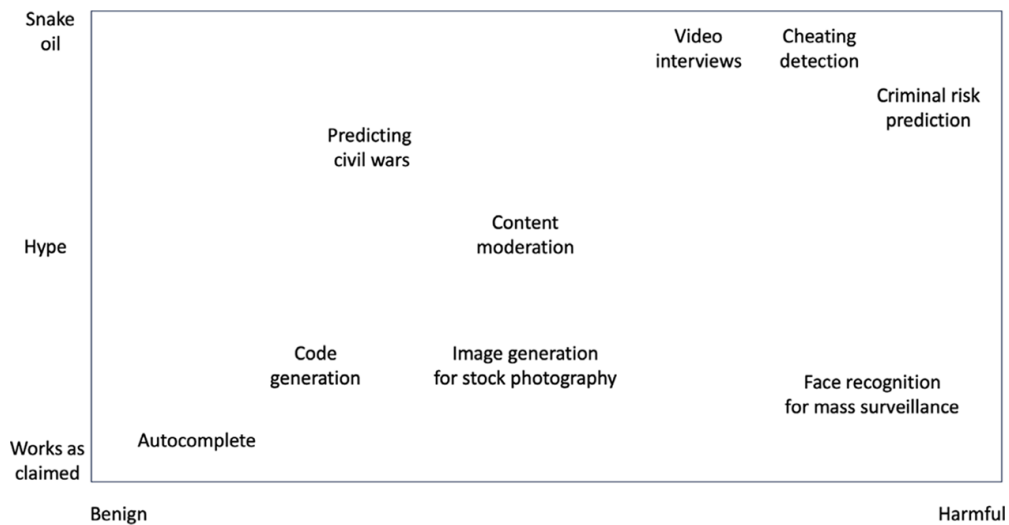 Snake
oil
Video
interviews
Cheating
detection
Criminal risk
prediction
Predicting
civil wars
Content
moderation
Hype
Code
generation
Image generation
for stock photography
Face recognition
for mass surveillance
Autocomplete
Works as
claimed
Benign
Harmful